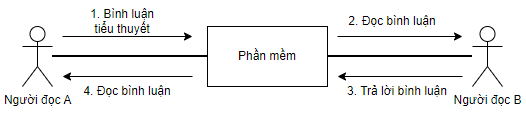 1. Bình luận
tiểu thuyết
2. Đọc bình luận
Phần mềm
4. Đọc bình luận
3. Trả lời bình luận
Người đọc A
Người đọc B